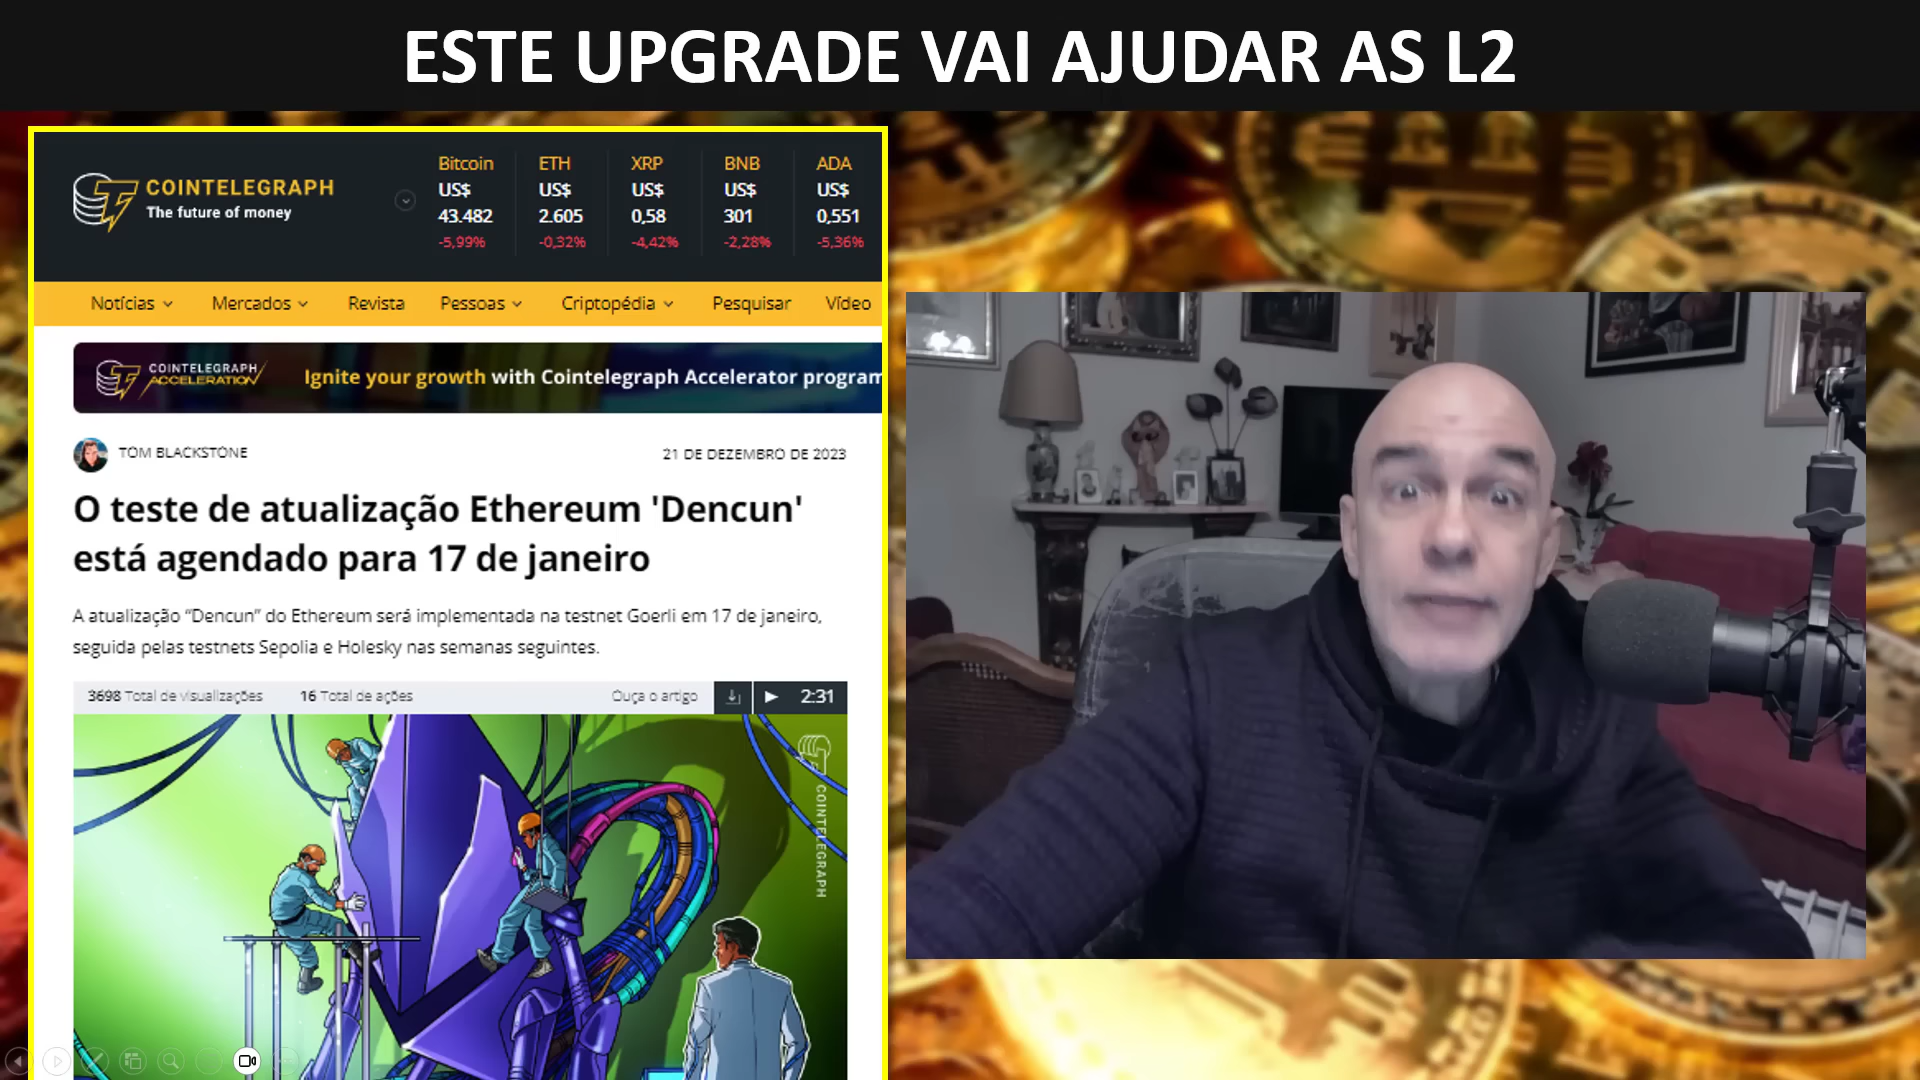 ESTE UPGRADE VAI AJUDAR AS L2
COINTELEGRAPH
The future of money
Bitcoin
US$
43.482
-5,99%
ETH
US$
2.605
-0,32%
XRP
US$
0,58
-4,42%
BNB
US$
301
-2,28%
ADA
US$
0,551
-5,36%
Notícias Mercados Revista Pessoas Criptopédia Pesquisar Vídeo
COINTELEGRAPH
ACCELERATION
Ignite your growth with Cointelegraph Accelerator program
TOM BLACKSTONE
21 DE DEZEMBRO DE 2023
O teste de atualização Ethereum 'Dencun'
está agendado para 17 de janeiro
A atualização “Dencun” do Ethereum será implementada na testnet Goerli em 17 de janeiro,
seguida pelas testnets Sepolia e Holesky nas semanas seguintes.
3698 Total de visualizações 16 Total de ações Ouça o artigo 2:31
COINTELEGRAPH